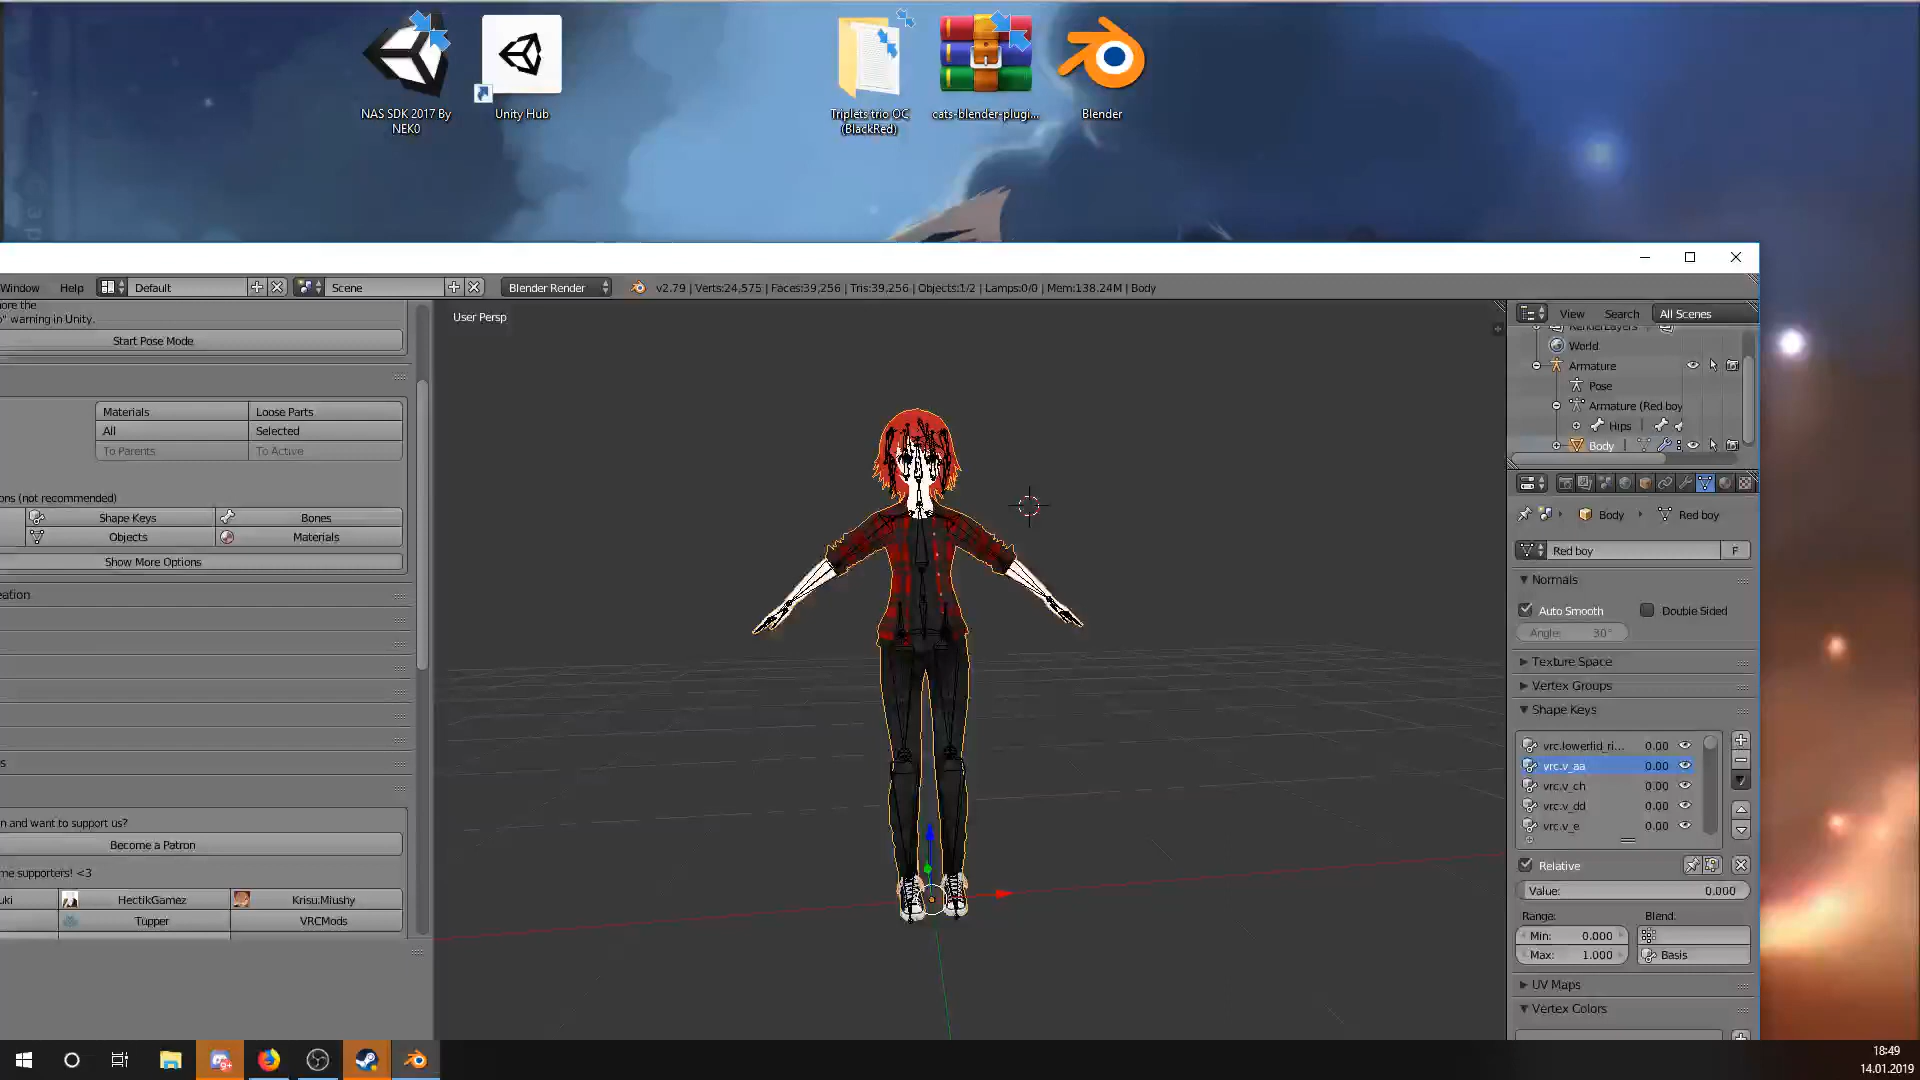 NAS SDK 2017 By
NEK0
Unity Hub
Triplets trio OC
(BlackRed)
cats-blender-plugi...
Blender
Window
Help
Default
Scene
Blender Render
v2.79 | Verts:24,575 | Faces:39,256 | Tris:39,256 | Objects:1/2 | Lamps:0/0 | Mem:138.24M | Body
ore the
" warning in Unity.
Start Pose Mode
Materials
Loose Parts
All
Selected
To Parents
To Active
ons (not recommended)
Shape Keys
Bones
Objects
Materials
Show More Options
eation
s
n and want to support us?
Become a Patron
me supporters! <3
uki
HectikGamez
Krisu.Miushy
Tupper
VRCMods
User Persp
View
Search
All Scenes
RenderLayers
World
Armature
Pose
Armature (Red boy
Hips
Body
Body
Red boy
Red boy
F
Normals
Auto Smooth
Double Sided
Angle: 30°
Texture Space
Vertex Groups
Shape Keys
vrc.lowerlid_ri... 0.00
vrc.v_aa 0.00
vrc.v_ch 0.00
vrc.v_dd 0.00
vrc.v_e 0.00
Relative
Value: 0.000
Range:
Blend:
Min: 0.000
Max: 1.000
Basis
UV Maps
Vertex Colors
18:49
14.01.2019